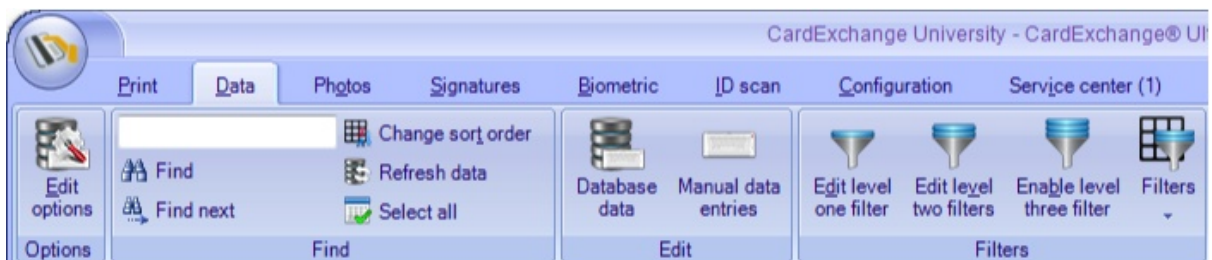 CardExchange University - CardExchange® Ul
Print Data Photos Signatures Biometric ID scan Configuration Service center (1)
Edit options
Change sort order
Find
Refresh data
Find next
Select all
Database data
Manual data entries
Edit level one filter
Edit level two filters
Enable level three filter
Filters
Options Find Edit Filters